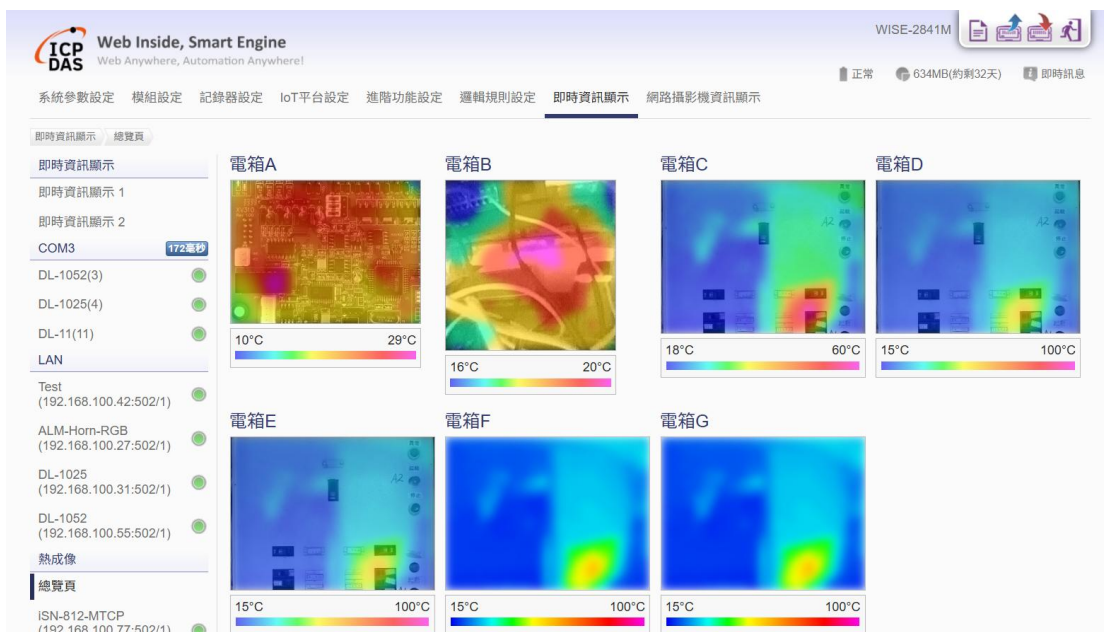 ICP
DAS
Web Inside, Smart Engine
Web Anywhere, Automation Anywhere!
WISE-2841M
正常
634MB(約剩32天)
即時訊息
系統參數設定 模組設定 記錄器設定 IoT平台設定 進階功能設定 邏輯規則設定 即時資訊顯示 網路攝影機資訊顯示
即時資訊顯示 總覽頁
即時資訊顯示
即時資訊顯示 1
即時資訊顯示 2
COM3 172毫秒
DL-1052(3)
DL-1025(4)
DL-11(11)
LAN
Test
(192.168.100.42:502/1)
ALM-Horn-RGB
(192.168.100.27:502/1)
DL-1025
(192.168.100.31:502/1)
DL-1052
(192.168.100.55:502/1)
熱成像
總覽頁
iSN-812-MTCP
(192.168.100.77:502/1)
電箱A
10°C 29°C
電箱B
16°C 20°C
電箱C
A2
18°C 60°C
電箱D
A2
15°C 100°C
電箱E
A2
15°C 100°C
電箱F
15°C 100°C
電箱G
15°C 100°C